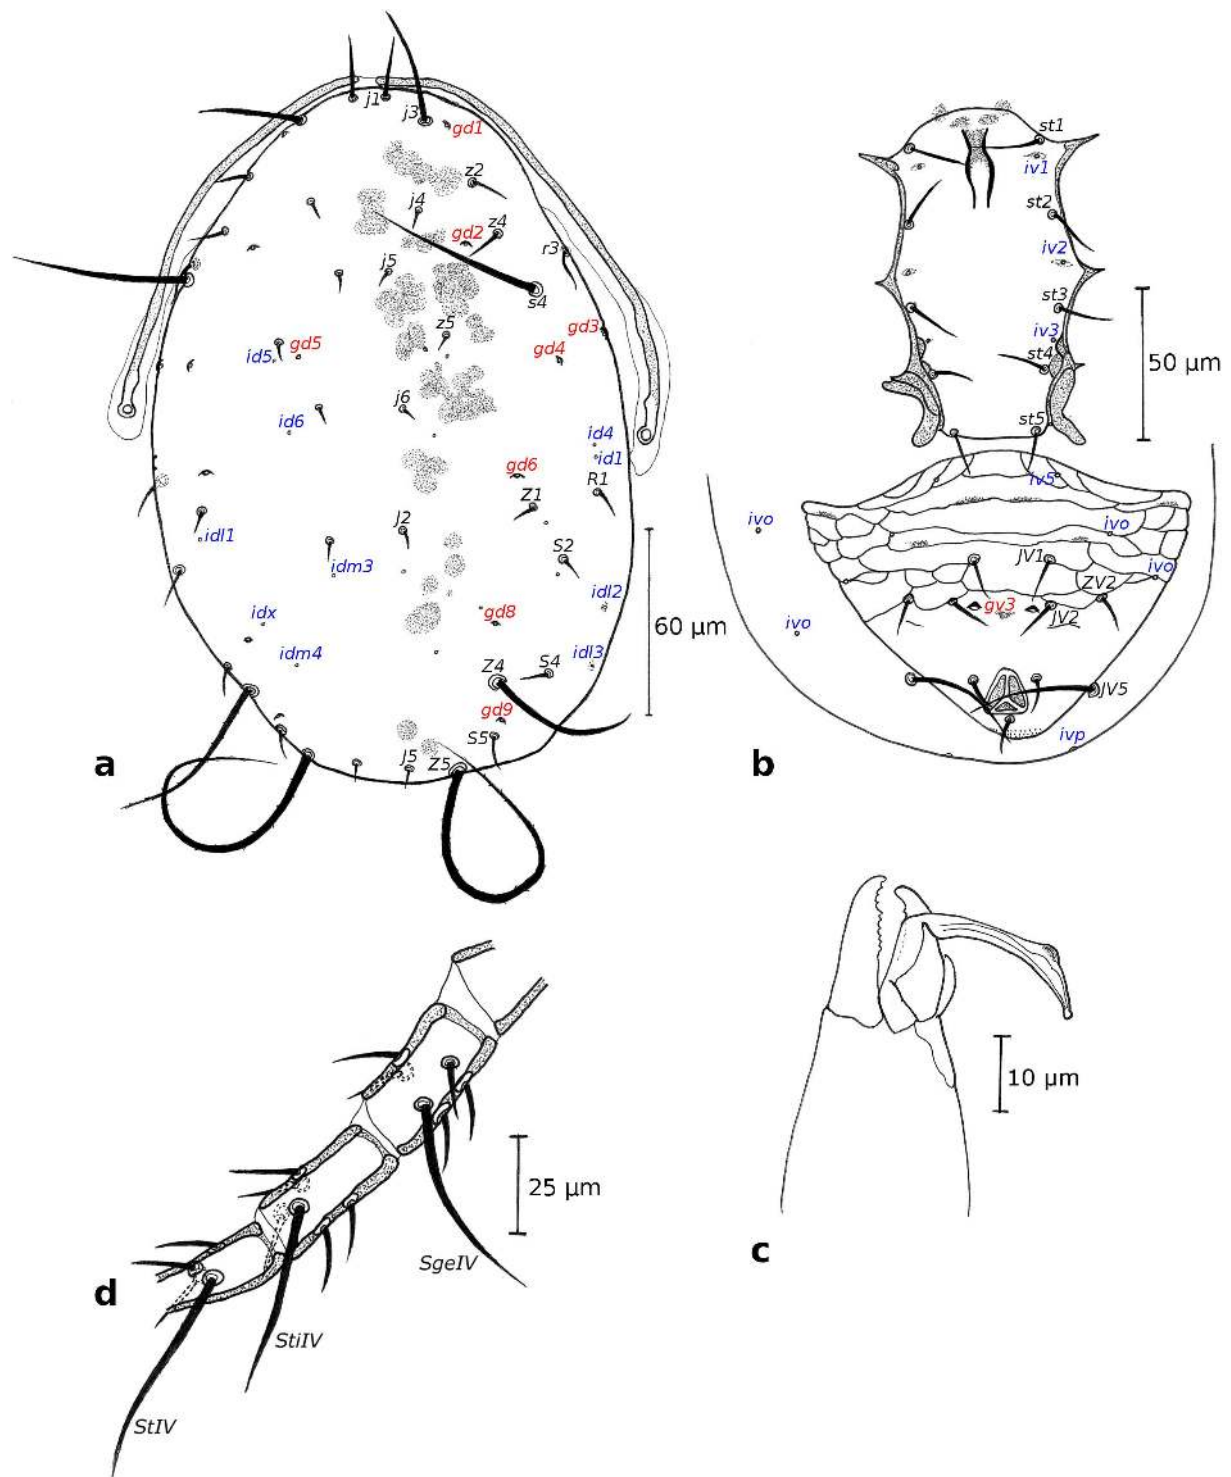 j1
j3
gd1
z2
j4
gd2
z4
r3
j5
s4
z5
gd3
id5
gd5
gd4
j6
id6
id4
id1
gd6
Z1
R1
idl1
J2
S2
idm3
idl2
gd8
60 µm
idx
idm4
Z4
S4
idl3
gd9
S5
J5
Z5
a
st1
iv1
st2
iv2
st3
iv3
st4
50 µm
st5
iv5
ivo
ivo
JV1
ivo
ZV2
gv3
JV2
ivo
JV5
ivp
b
10 µm
c
25 µm
SgeIV
d
StiIV
StIV